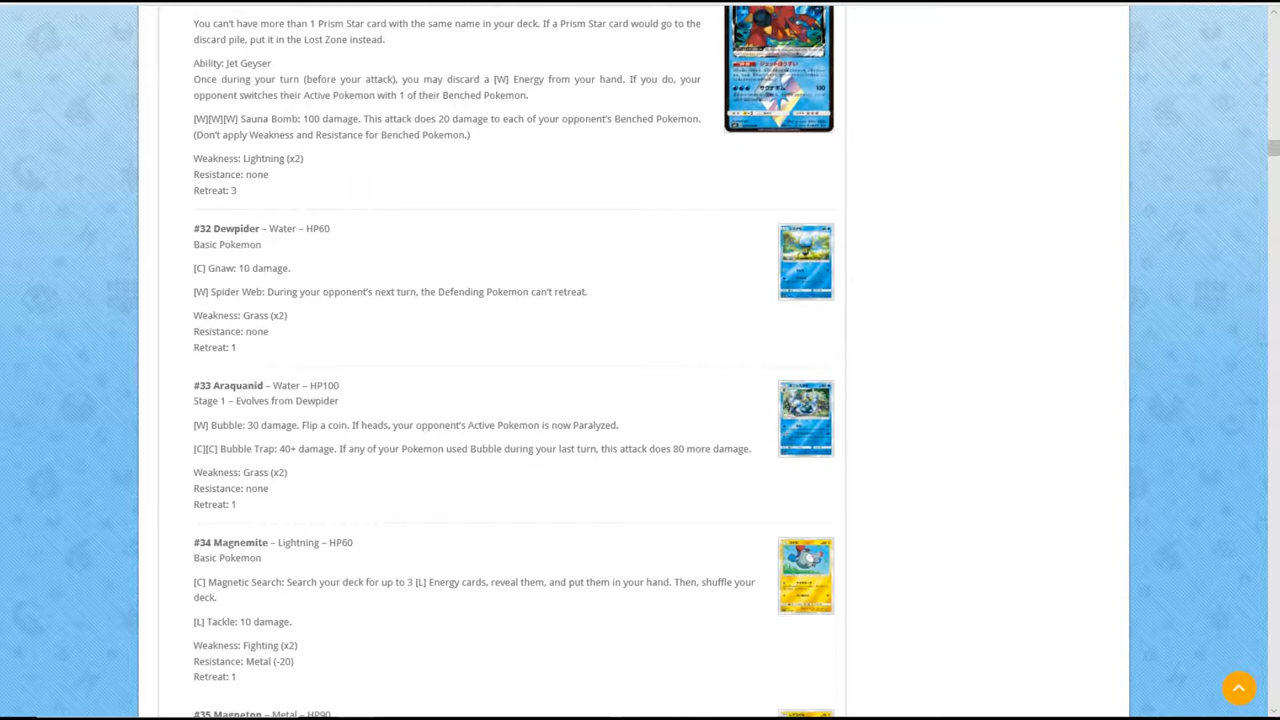 You can't have more than 1 Prism Star card with the same name in your deck. If a Prism Star card would go to the
discard pile, put it in the Lost Zone instead.
Ability: Jet Geyser
Once during your turn (before your attack), you may discard a [W] Energy from your hand. If you do, your
opponent switches their Active Pokemon with 1 of their Benched Pokemon.
[W][W][W] Sauna Bomb: 100 damage. This attack does 20 damage to each of your opponent's Benched Pokemon.
(Don't apply Weakness and Resistance for Benched Pokemon.)
Weakness: Lightning (x2)
Resistance: none
Retreat: 3
#32 Dewpider – Water – HP60
Basic Pokemon
[C] Gnaw: 10 damage.
[W] Spider Web: During your opponent's next turn, the Defending Pokemon can't retreat.
Weakness: Grass (x2)
Resistance: none
Retreat: 1
#33 Araquanid – Water – HP100
Stage 1 – Evolves from Dewpider
[W] Bubble: 30 damage. Flip a coin. If heads, your opponent's Active Pokemon is now Paralyzed.
[C][C] Bubble Trap: 40+ damage. If any of your Pokemon used Bubble during your last turn, this attack does 80 more damage.
Weakness: Grass (x2)
Resistance: none
Retreat: 1
#34 Magnemite – Lightning – HP60
Basic Pokemon
[C] Magnetic Search: Search your deck for up to 3 [L] Energy cards, reveal them, and put them in your hand. Then, shuffle your
deck.
[L] Tackle: 10 damage.
Weakness: Fighting (x2)
Resistance: Metal (-20)
Retreat: 1
#35 Magneton – Metal – HP90